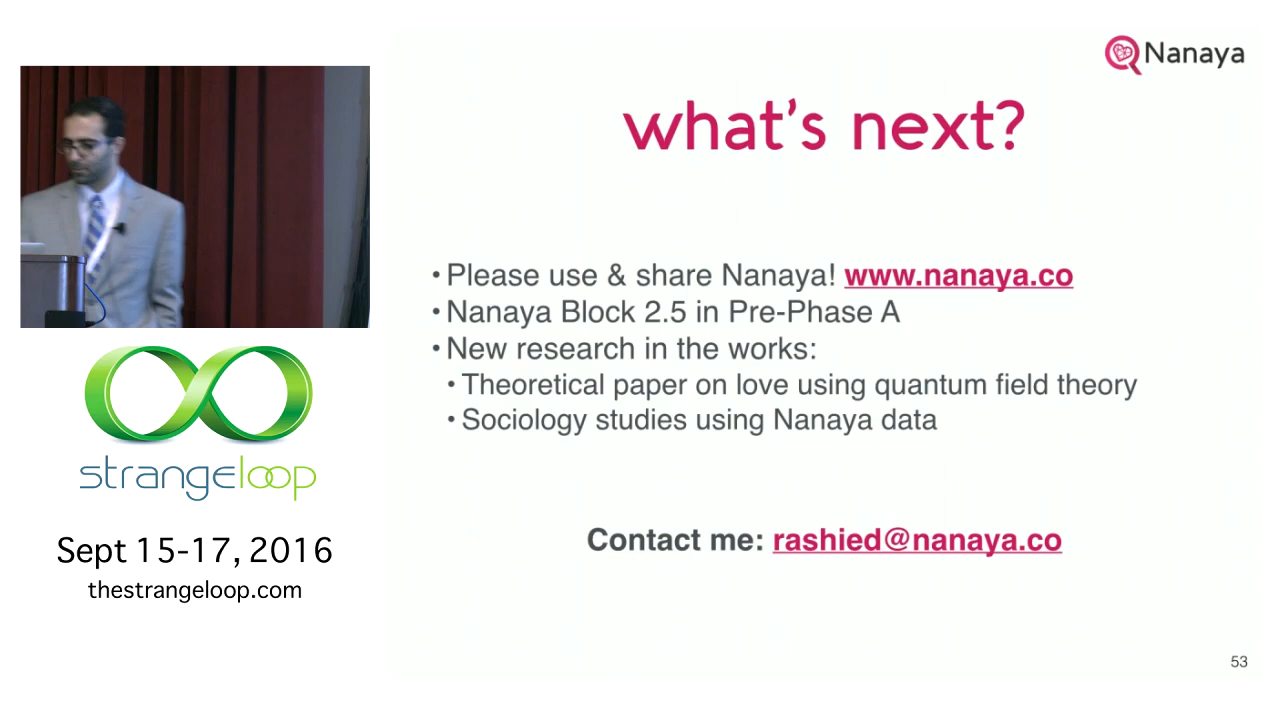 Nanaya
what's next?
• Please use & share Nanaya! www.nanaya.co
• Nanaya Block 2.5 in Pre-Phase A
• New research in the works:
• Theoretical paper on love using quantum field theory
• Sociology studies using Nanaya data
Contact me: rashied@nanaya.co
53
strangeloop
Sept 15-17, 2016
thestrangeloop.com